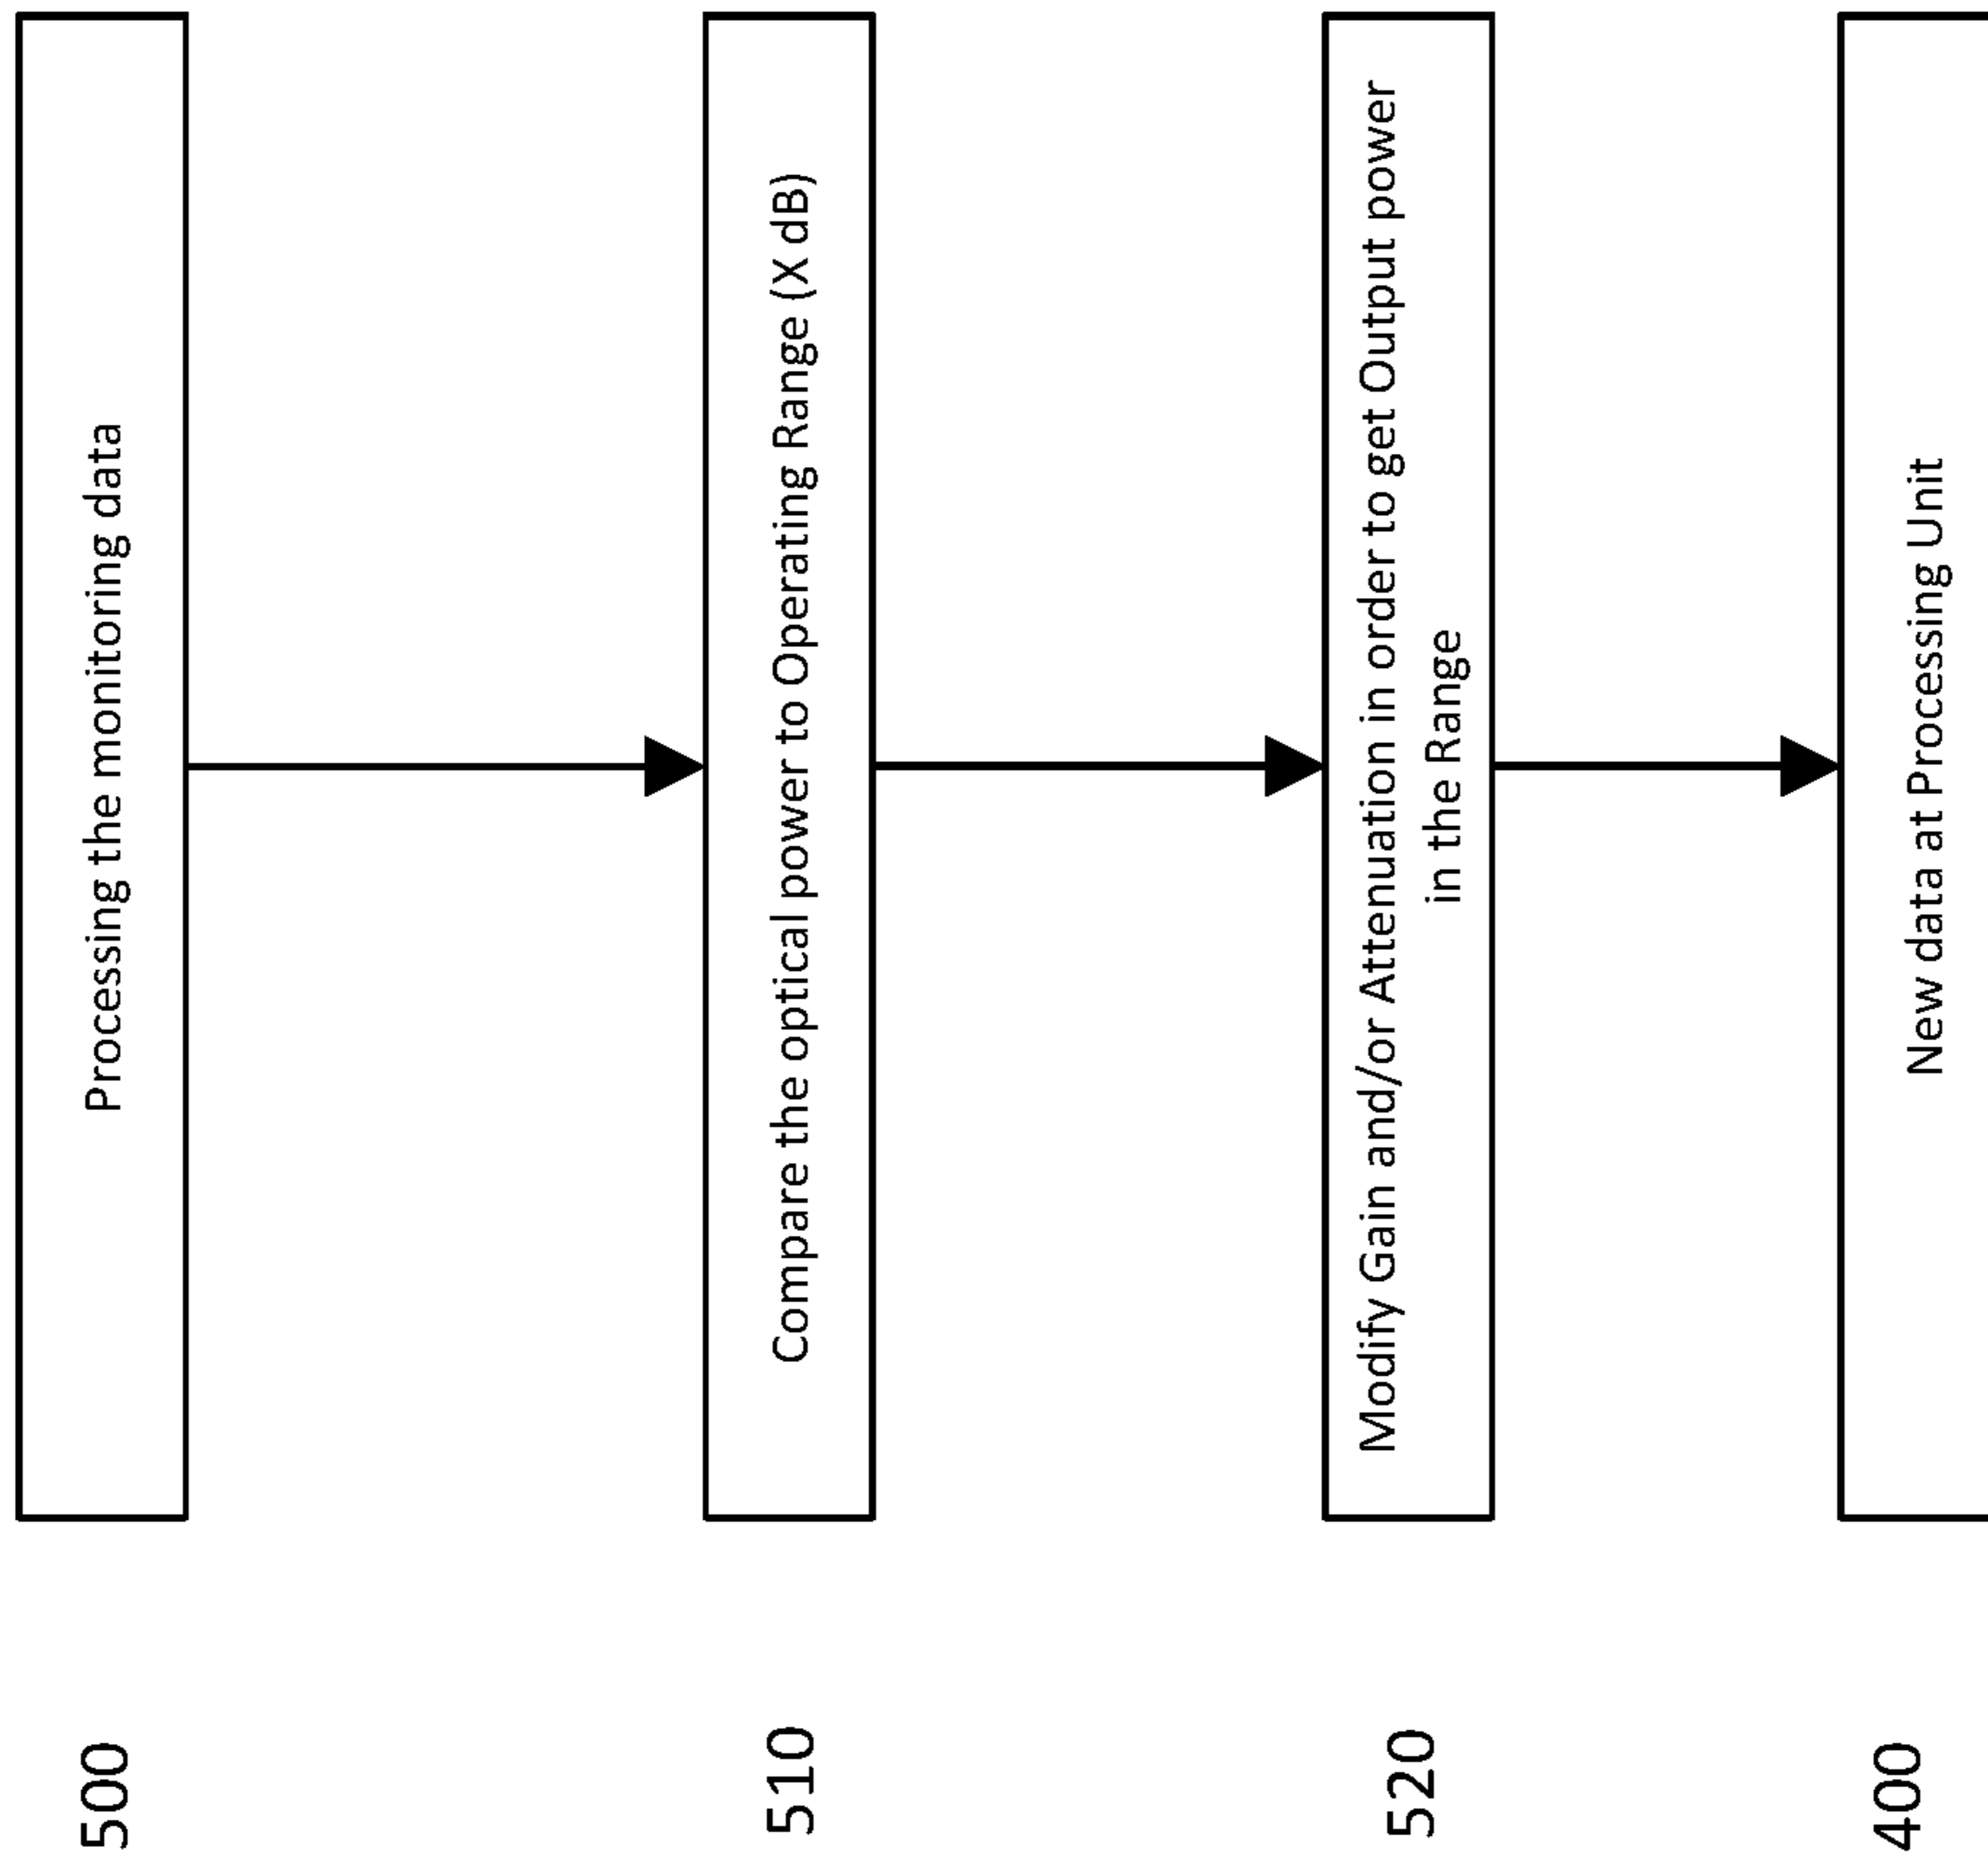 500
Processing the monitoring data
510
Compare the optical power to Operating Range (X dB)
520
Modify Gain and/or Attenuation in order to get Output power
in the Range
400
New data at Processing Unit